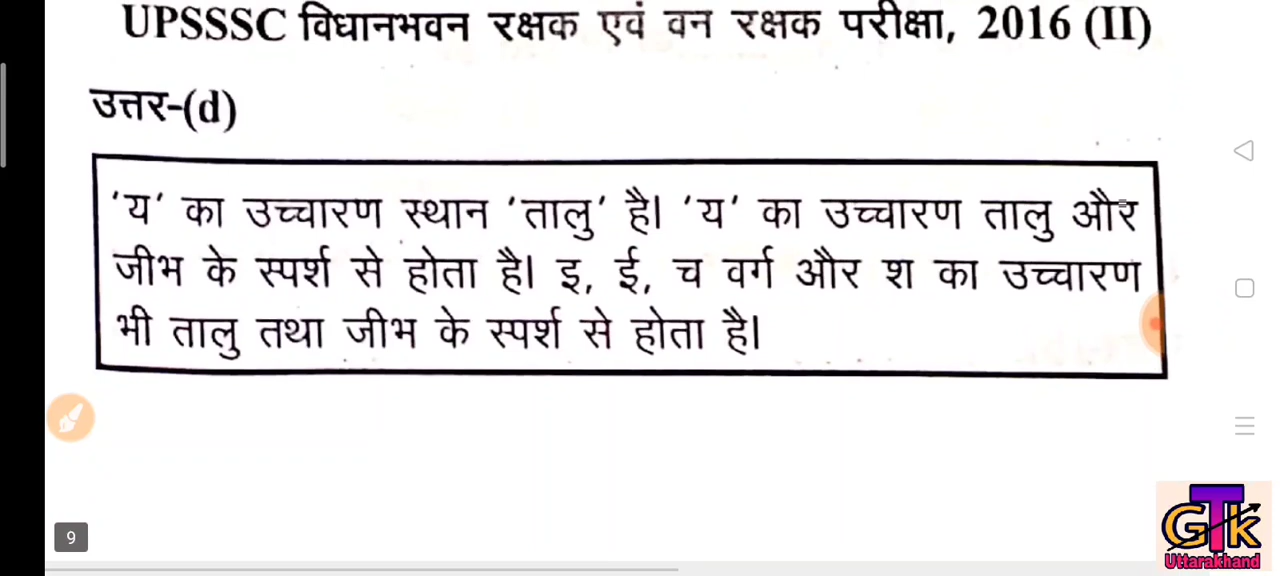 UPSSSC विधानभवन रक्षक एवं वन रक्षक परीक्षा, 2016 (II)
उत्तर-(d)
‘य’ का उच्चारण स्थान ‘तालु’ है। ‘य’ का उच्चारण तालु और
जीभ के स्पर्श से होता है। इ, ई, च वर्ग और श का उच्चारण
भी तालु तथा जीभ के स्पर्श से होता है।
9
GTK
Uttarakhand